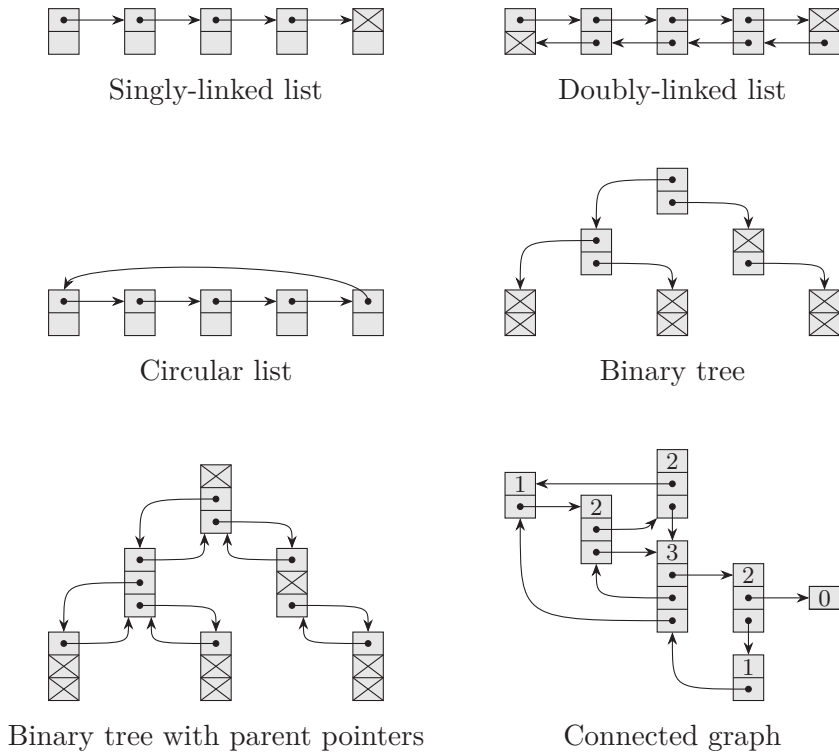 Singly-linked list
Doubly-linked list
Circular list
Binary tree
2
1
2
3
2
0
1
Binary tree with parent pointers
Connected graph